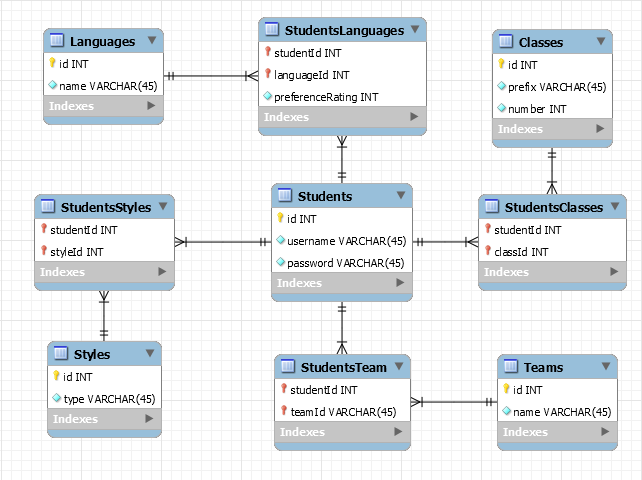 Languages
id INT
name VARCHAR(45)
Indexes
StudentsLanguages
studentId INT
languageId INT
preferenceRating INT
Indexes
Classes
id INT
prefix VARCHAR(45)
number INT
Indexes
StudentsStyles
studentId INT
styleId INT
Indexes
Students
id INT
username VARCHAR(45)
password VARCHAR(45)
Indexes
StudentsClasses
studentId INT
classId INT
Indexes
Styles
id INT
type VARCHAR(45)
Indexes
StudentsTeam
studentId INT
teamId VARCHAR(45)
Indexes
Teams
id INT
name VARCHAR(45)
Indexes